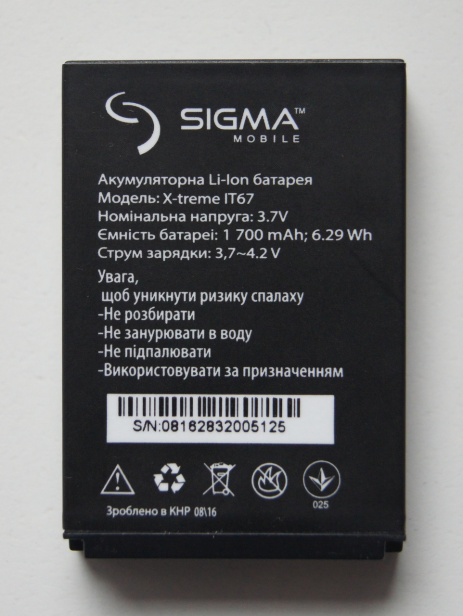 SIGMA™
MOBILE
Акумуляторна Li-Ion батарея
Модель: X-treme IT67
Номінальна напруга: 3.7V
Ємність батареї: 1 700 mAh; 6.29 Wh
Струм зарядки: 3,7~4.2 V
Увага,
щоб уникнути ризику спалаху
-Не розбирати
-Не занурювати в воду
-Не підпалювати
-Використовувати за призначенням
S/N:08162832005125
025
Зроблено в КНР 08\16